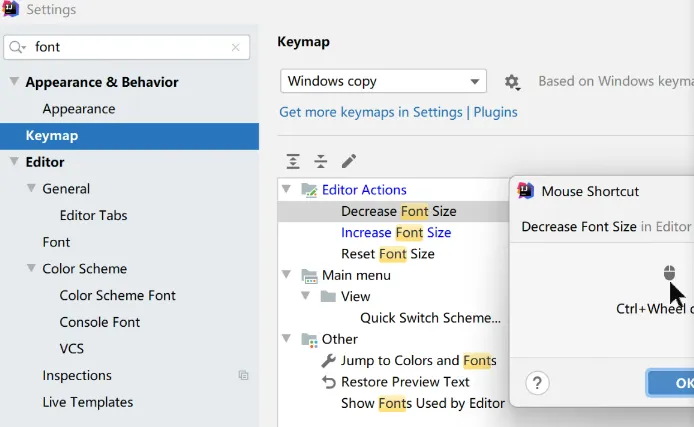 Settings
font
Appearance & Behavior
Appearance
Keymap
Editor
General
Editor Tabs
Font
Color Scheme
Color Scheme Font
Console Font
VCS
Inspections
Live Templates
Keymap
Windows copy
Based on Windows keyma
Get more keymaps in Settings | Plugins
Editor Actions
Decrease Font Size
Increase Font Size
Reset Font Size
Main menu
View
Quick Switch Scheme...
Other
Jump to Colors and Fonts
Restore Preview Text
Show Fonts Used by Editor
Mouse Shortcut
Decrease Font Size in Editor
Ctrl+Wheel
?
OK